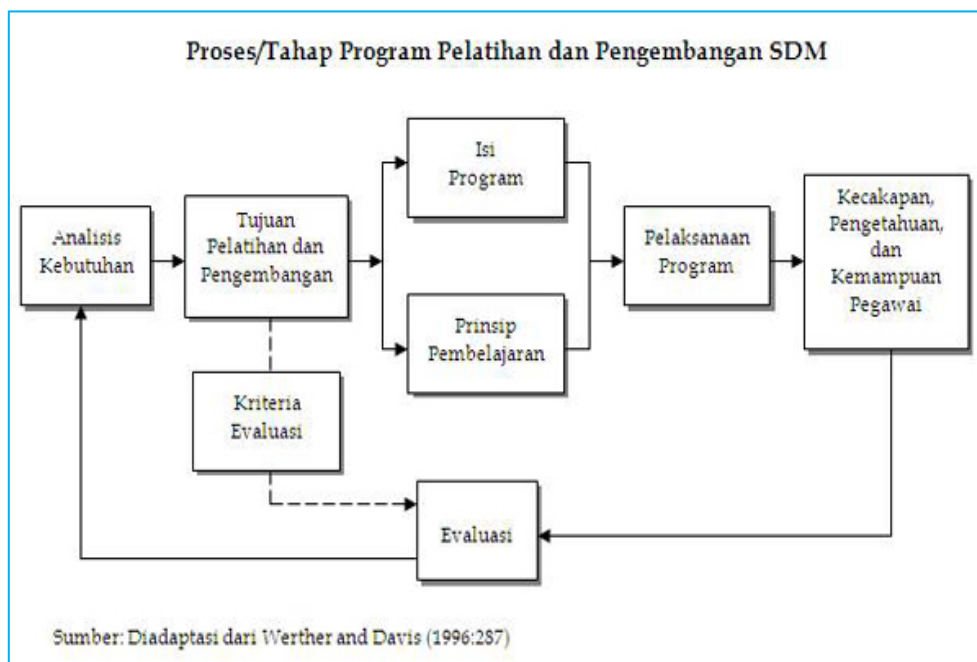 Proses/Tahap Program Pelatihan dan Pengembangan SDM
Isi
Program
Analisis
Kebutuhan
Tujuan
Pelatihan dan
Pengembangan
Pelaksanaan
Program
Kecakapan,
Pengetahuan,
dan
Kemampuan
Pegawai
Prinsip
Pembelajaran
Kriteria
Evaluasi
Evaluasi
Sumber: Diadaptasi dari Werther and Davis (1996:287)